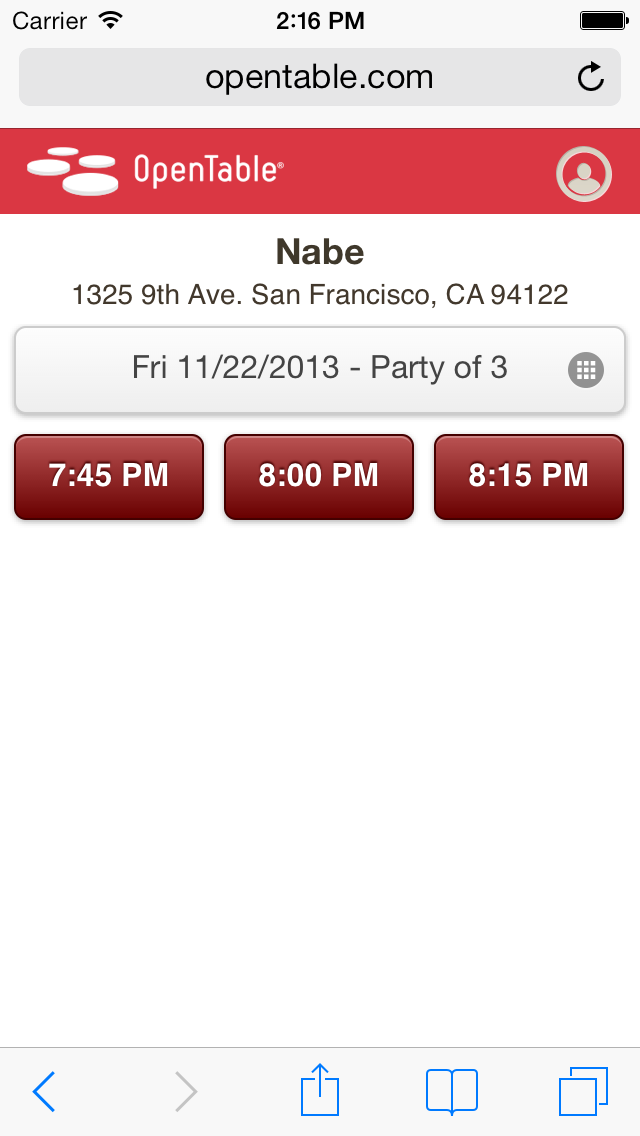 Carrier 2:16 PM
opentable.com
OpenTable®
Nabe
1325 9th Ave. San Francisco, CA 94122
Fri 11/22/2013 - Party of 3
7:45 PM 8:00 PM 8:15 PM